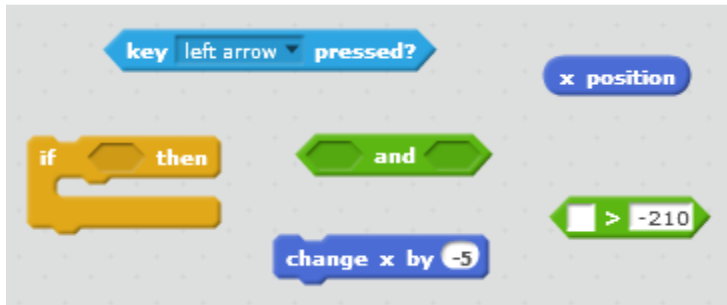 key left arrow pressed?
x position
if then
and
> -210
change x by -5